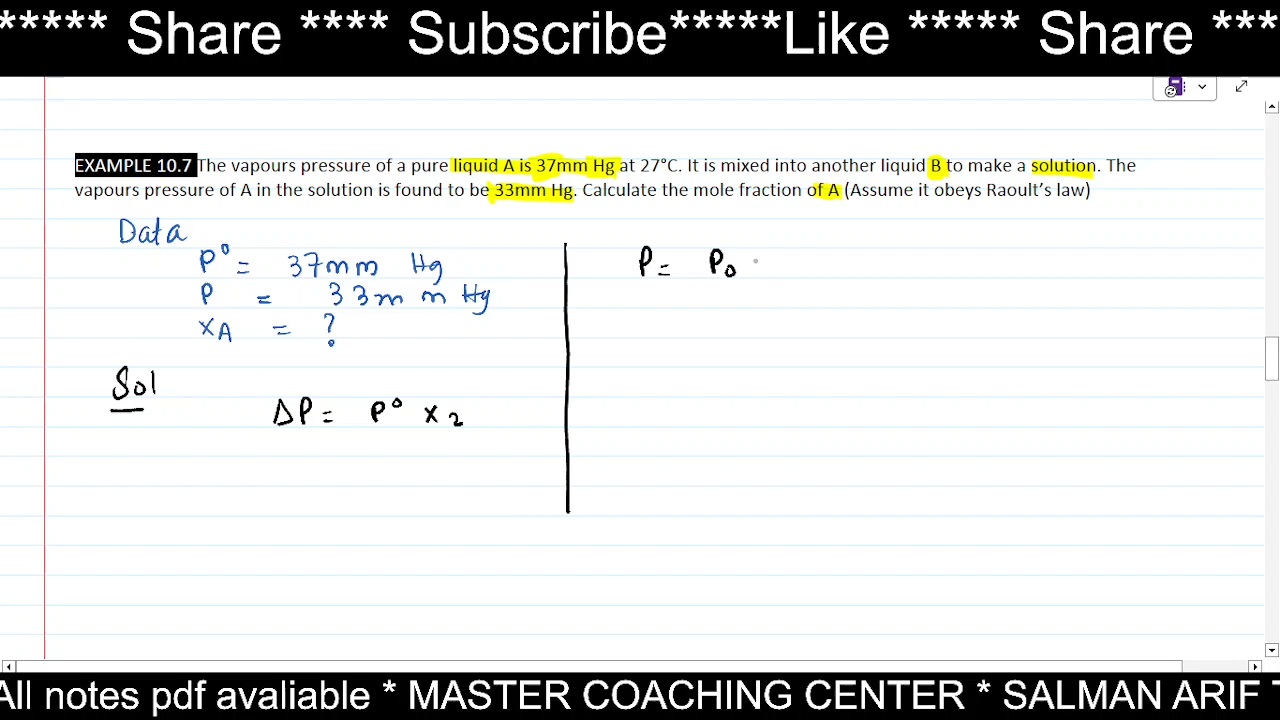 ***** Share **** Subscribe*****Like ***** Share ***
EXAMPLE 10.7 The vapours pressure of a pure liquid A is 37mm Hg at 27°C. It is mixed into another liquid B to make a solution. The
vapours pressure of A in the solution is found to be 33mm Hg. Calculate the mole fraction of A (Assume it obeys Raoult's law)
Data
P° = 37mm Hg
P = 33mm Hg
xA = ?
Sol
ΔP = P° x2
P = P0
All notes pdf avaliable * MASTER COACHING CENTER * SALMAN ARIF